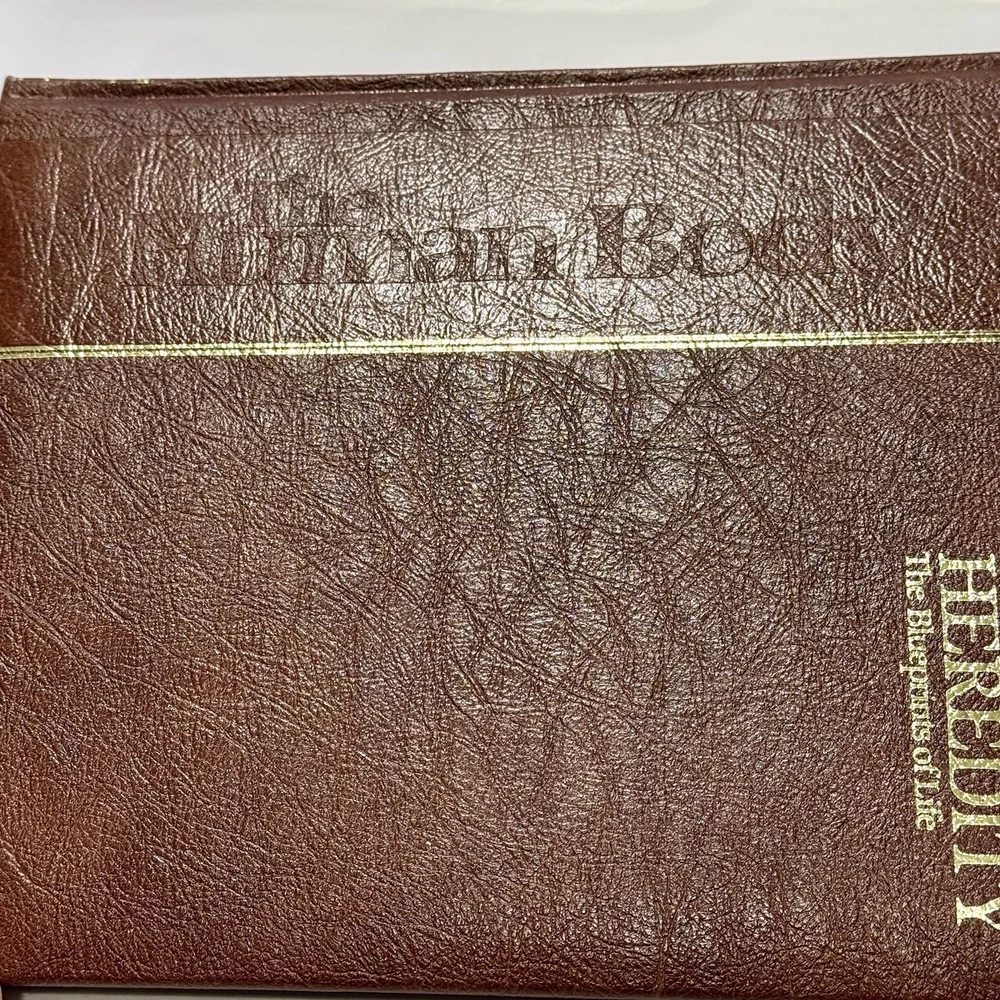 the
Human Body
HEREDITY
The Blueprints of Life